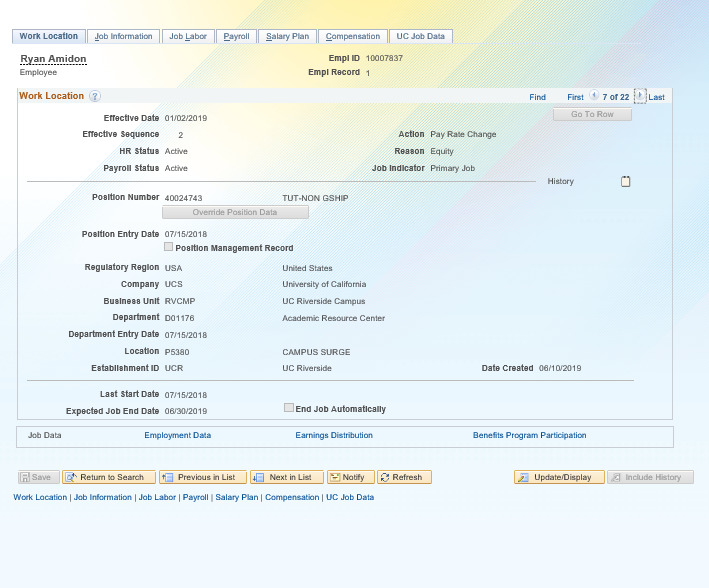 Work Location Job Information Job Labor Payroll Salary Plan Compensation UC Job Data
Ryan Amidon Empl ID 10007837
Employee Empl Record 1
Work Location ? Find First 7 of 22 Last
Effective Date 01/02/2019 Go To Row
Effective Sequence 2 Action Pay Rate Change
HR Status Active Reason Equity
Payroll Status Active Job Indicator Primary Job
History
Position Number 40024743 TUT-NON GSHIP
Override Position Data
Position Entry Date 07/15/2018
Position Management Record
Regulatory Region USA United States
Company UCS University of California
Business Unit RVCMP UC Riverside Campus
Department D01176 Academic Resource Center
Department Entry Date 07/15/2018
Location P5380 CAMPUS SURGE
Establishment ID UCR UC Riverside Date Created 06/10/2019
Last Start Date 07/15/2018
Expected Job End Date 06/30/2019 End Job Automatically
Job Data Employment Data Earnings Distribution Benefits Program Participation
Save Return to Search Previous in List Next in List Notify Refresh Update/Display Include History
Work Location | Job Information | Job Labor | Payroll | Salary Plan | Compensation | UC Job Data